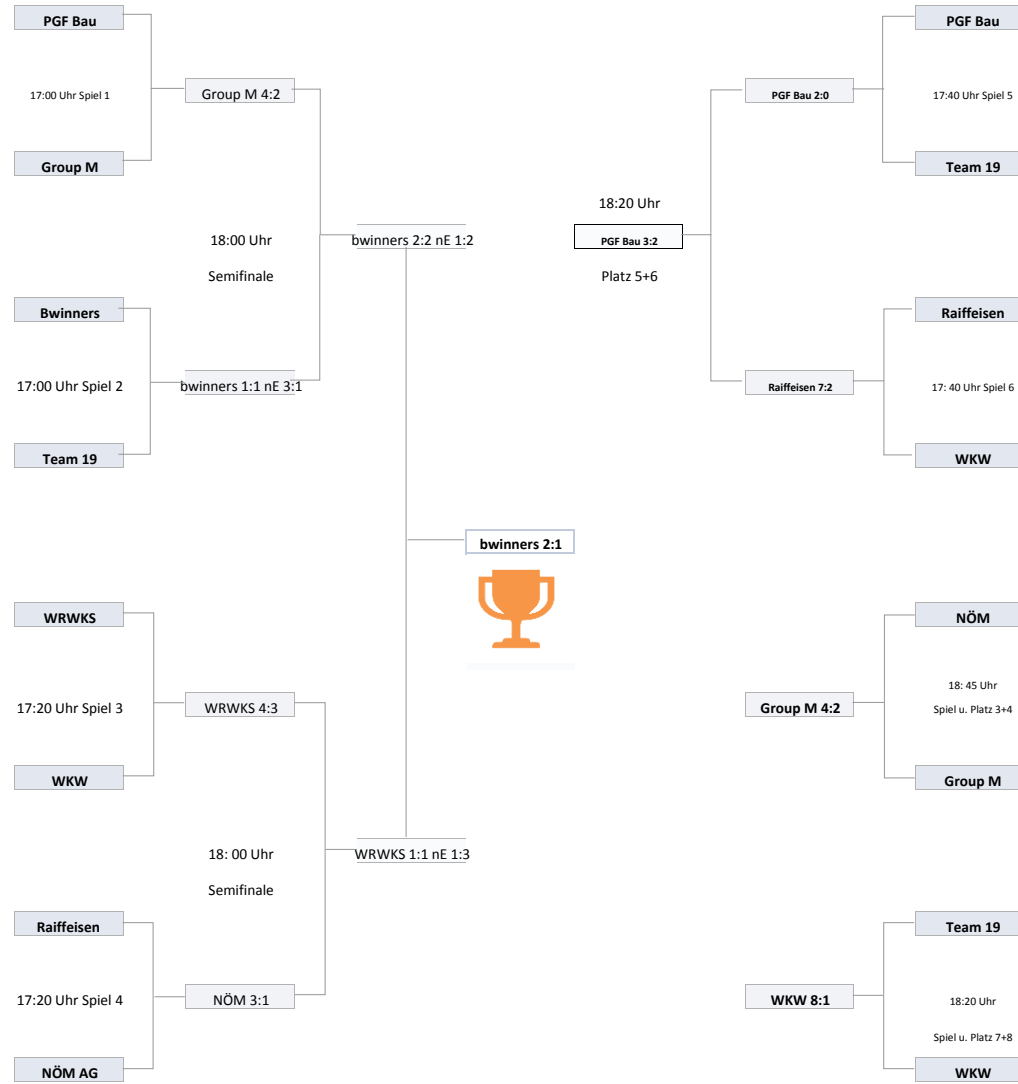 PGF Bau
17:00 Uhr Spiel 1
Group M 4:2
Group M
18:00 Uhr
Semifinale
bwinners 2:2 nE 1:2
Bwinners
17:00 Uhr Spiel 2
bwinners 1:1 nE 3:1
Team 19
bwinners 2:1
WRWKS
17:20 Uhr Spiel 3
WRWKS 4:3
WKW
18: 00 Uhr
Semifinale
WRWKS 1:1 nE 1:3
Raiffeisen
17:20 Uhr Spiel 4
NÖM 3:1
NÖM AG
PGF Bau
PGF Bau 2:0
17:40 Uhr Spiel 5
Team 19
18:20 Uhr
PGF Bau 3:2
Platz 5+6
Raiffeisen
Raiffeisen 7:2
17: 40 Uhr Spiel 6
WKW
NÖM
18: 45 Uhr
Group M 4:2
Spiel u. Platz 3+4
Group M
Team 19
WKW 8:1
18:20 Uhr
Spiel u. Platz 7+8
WKW